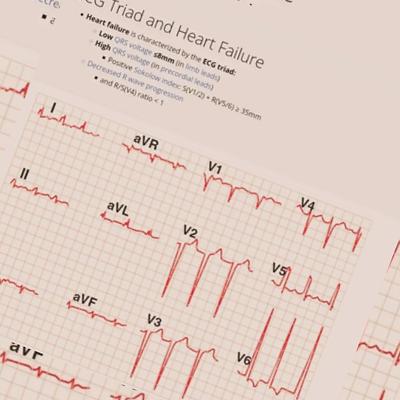 ECG Triad and Heart Failure
Heart failure is characterized by the ECG triad:
Low QRS voltage ≤8mm (in limb leads)
High QRS voltage (in precordial leads)
Positive Sokolow index: S(V1/2) + R(V5/6) ≥ 35mm
Decreased R wave progression
and R/S(V4) ratio < 1
I
aVR
V1
V4
II
aVL
V2
V5
aVF
V3
V6
aVF